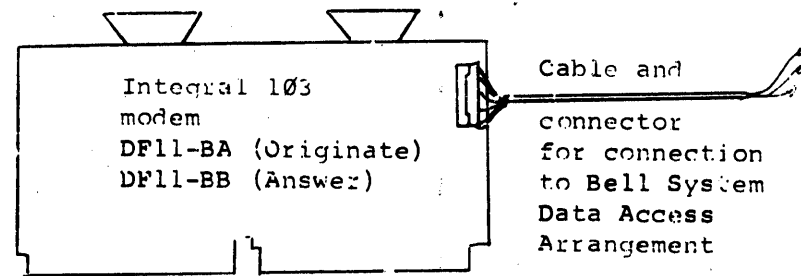 Integral 103
modem
DF11-BA (Originate)
DF11-BB (Answer)
Cable and
connector
for connection
to Bell System
Data Access
Arrangement